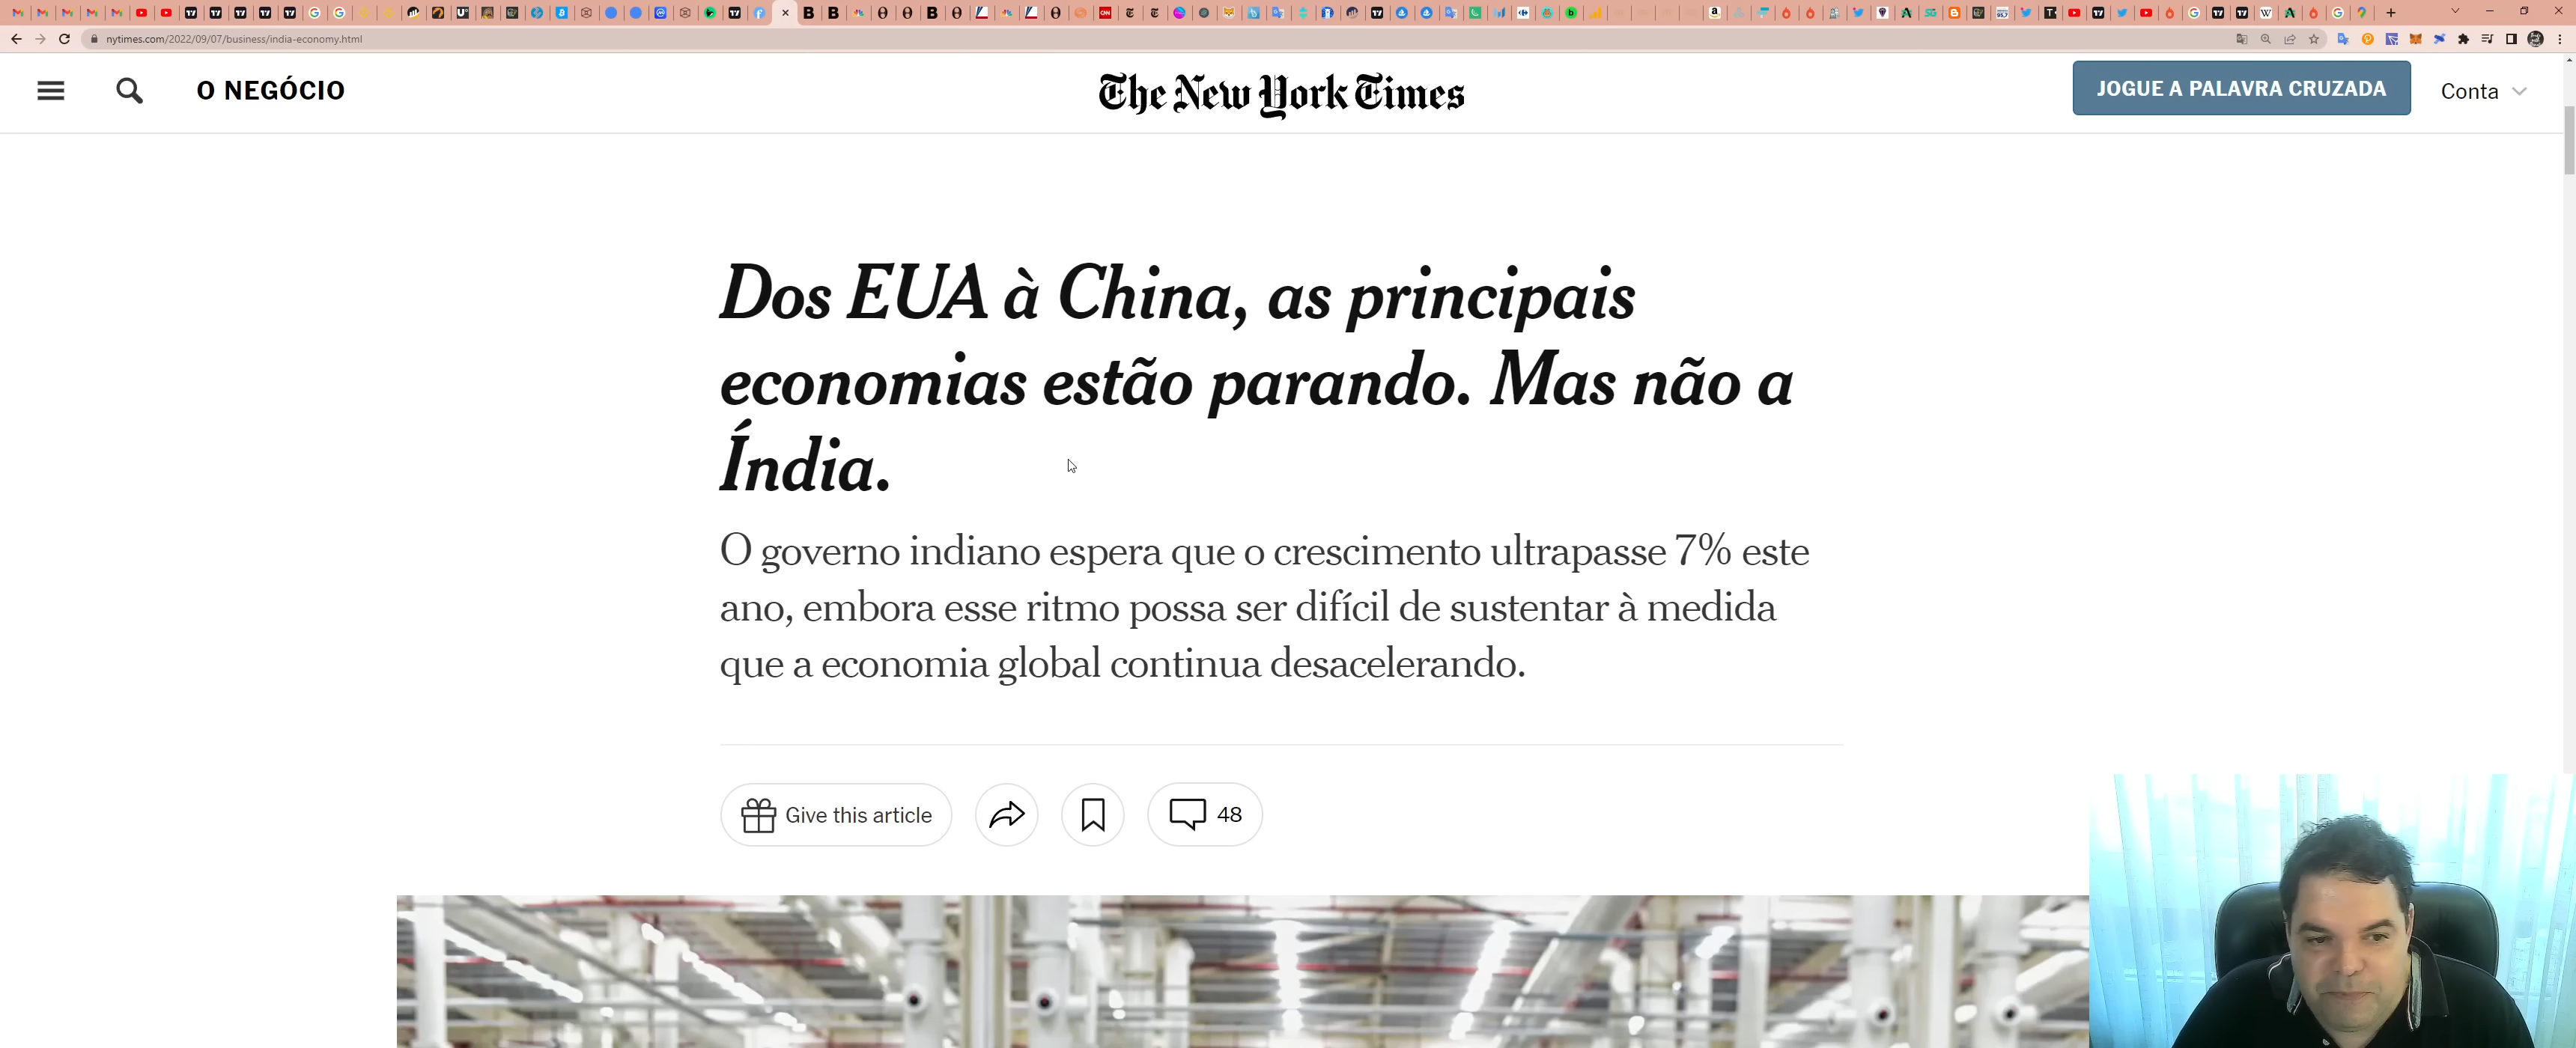 nytimes.com/2022/09/07/business/india-economy.html
O NEGÓCIO
The New York Times
JOGUE A PALAVRA CRUZADA
Conta
Dos EUA à China, as principais
economias estão parando. Mas não a
Índia.
O governo indiano espera que o crescimento ultrapasse 7% este
ano, embora esse ritmo possa ser difícil de sustentar à medida
que a economia global continua desacelerando.
Give this article
48